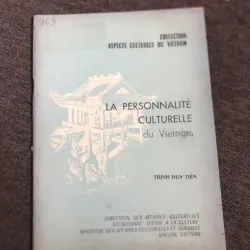 COLLECTION
ASPECTS CULTURELS DU VIETNAM
LA PERSONNALITÉ
CULTURELLE
du Vietnam
TRỊNH HUY TIẾN
DIRECTION DES AFFAIRES CULTURELLES
SECRÉTARIAT D'ÉTAT À LA CULTURE
MINISTÈRE DES AFFAIRES CULTURELLES ET SOCIALES
SAIGON, VIETNAM